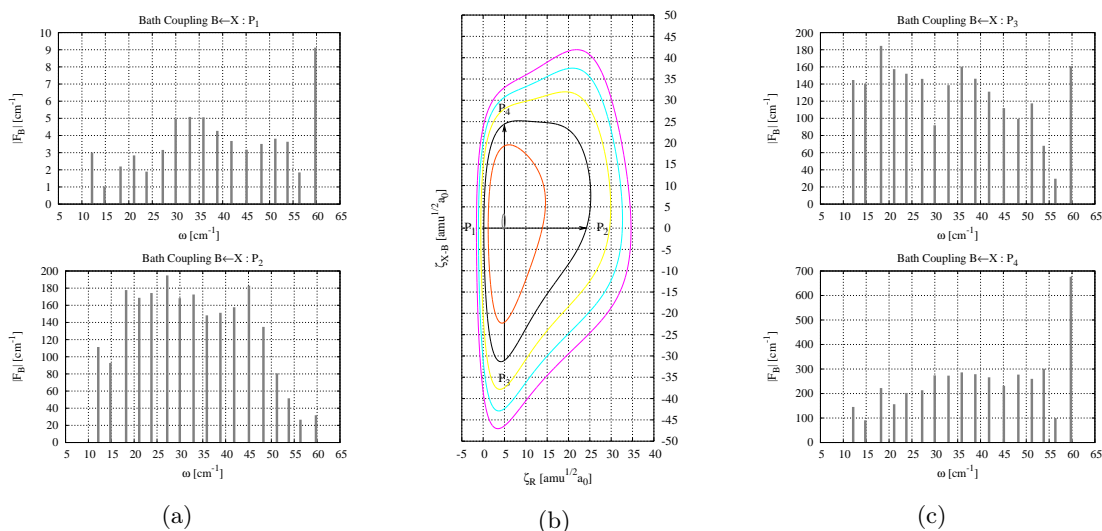 Bath Coupling B←X : P₁
|F_B| [cm⁻¹]
10
9
8
7
6
5
4
3
2
1
0
5 10 15 20 25 30 35 40 45 50 55 60 65
ω [cm⁻¹]
Bath Coupling B←X : P₂
|F_B| [cm⁻¹]
200
180
160
140
120
100
80
60
40
20
0
5 10 15 20 25 30 35 40 45 50 55 60 65
ω [cm⁻¹]
(a)
P₄
P₁
P₂
P₃
50
45
40
35
30
25
20
15
10
5
0
-5
-10
-15
-20
-25
-30
-35
-40
-45
-50
ζ_X-B [amu^1/2 a₀]
-5 0 5 10 15 20 25 30 35 40
ζ_R [amu^1/2 a₀]
(b)
Bath Coupling B←X : P₃
|F_B| [cm⁻¹]
200
180
160
140
120
100
80
60
40
20
0
5 10 15 20 25 30 35 40 45 50 55 60 65
ω [cm⁻¹]
Bath Coupling B←X : P₄
|F_B| [cm⁻¹]
700
600
500
400
300
200
100
0
5 10 15 20 25 30 35 40 45 50 55 60 65
ω [cm⁻¹]
(c)